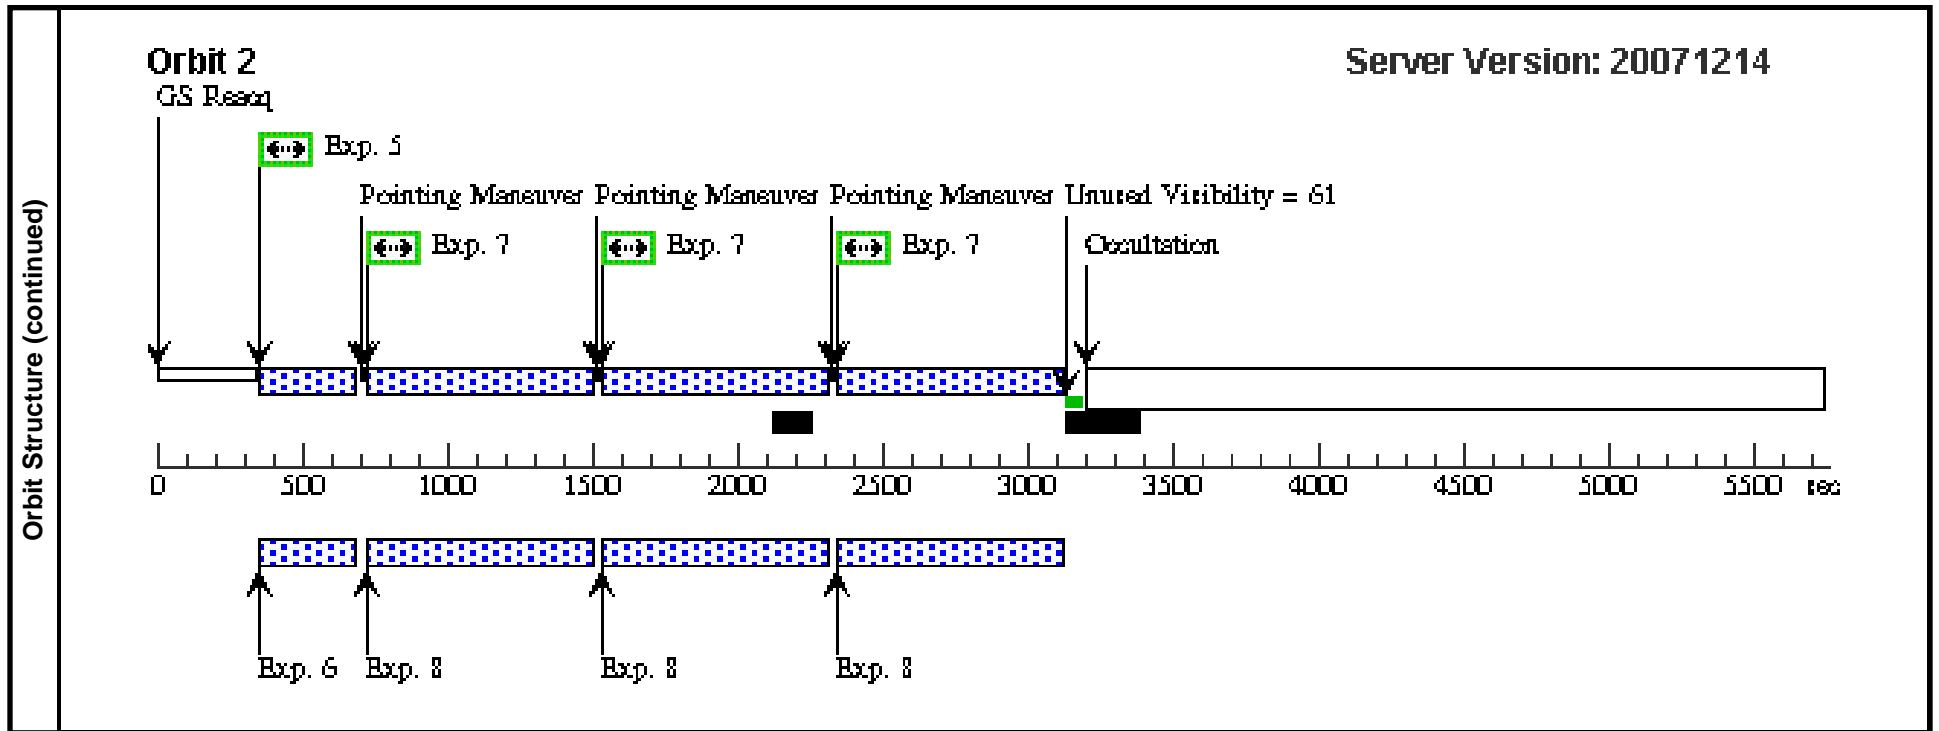 Orbit Structure (continued)
Orbit 2
Server Version: 20071214
GS Reacq
Exp. 5
Pointing Maneuver Pointing Maneuver Pointing Maneuver Unused Visibility = 61
Exp. 7 Exp. 7 Exp. 7 Occultation
0 500 1000 1500 2000 2500 3000 3500 4000 4500 5000 5500 sec
Exp. 6 Exp. 8 Exp. 8 Exp. 8